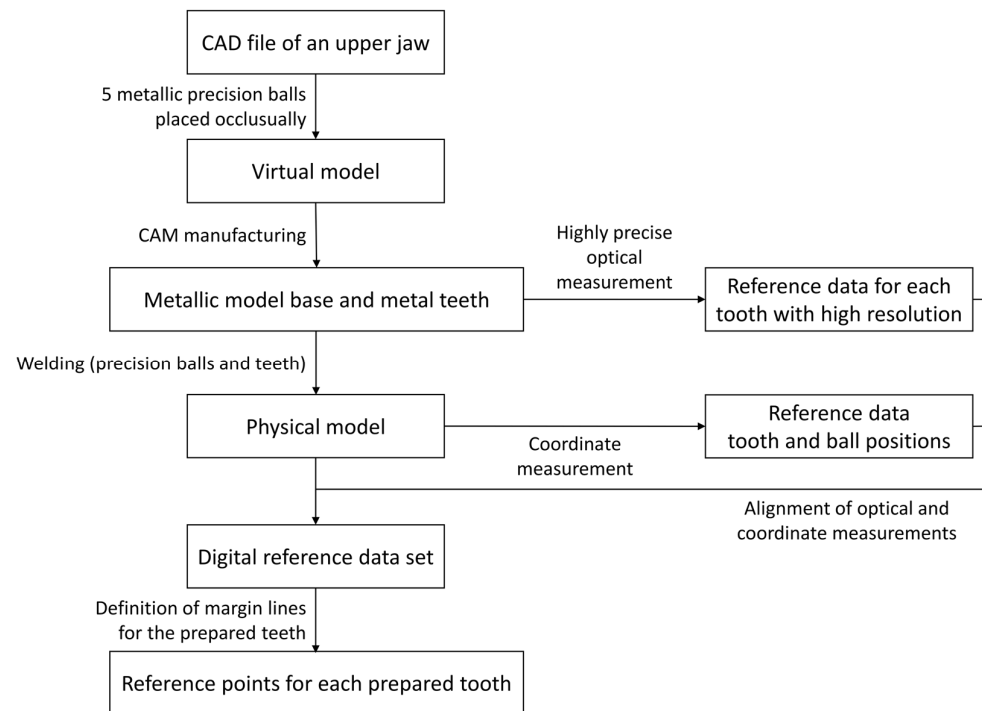 CAD file of an upper jaw
5 metallic precision balls
placed occlusually
Virtual model
CAM manufacturing
Highly precise
optical
measurement
Metallic model base and metal teeth
Reference data for each
tooth with high resolution
Welding (precision balls and teeth)
Physical model
Coordinate
measurement
Reference data
tooth and ball positions
Alignment of optical and
coordinate measurements
Digital reference data set
Definition of margin lines
for the prepared teeth
Reference points for each prepared tooth